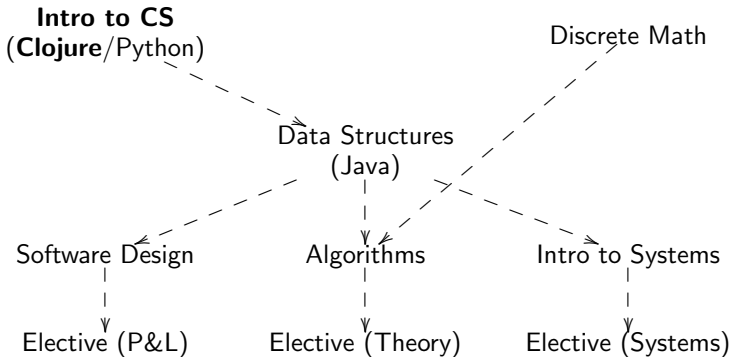 Intro to CS
(Clojure/Python)
Discrete Math
Data Structures
(Java)
Software Design
Algorithms
Intro to Systems
Elective (P&L)
Elective (Theory)
Elective (Systems)